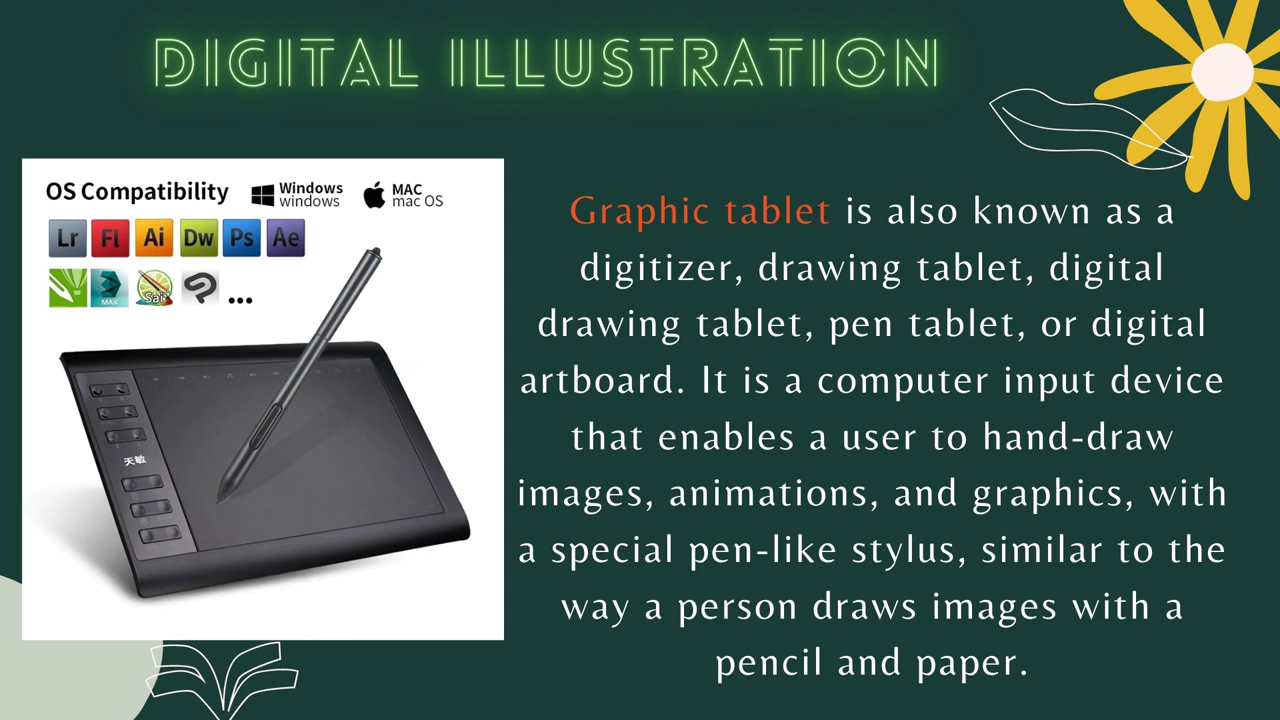 DIGITAL ILLUSTRATION
OS Compatibility
Windows
windows
MAC
mac OS
Lr Fl Ai Dw Ps Ae
MAX Sai ...
天敏
Graphic tablet is also known as a
digitizer, drawing tablet, digital
drawing tablet, pen tablet, or digital
artboard. It is a computer input device
that enables a user to hand-draw
images, animations, and graphics, with
a special pen-like stylus, similar to the
way a person draws images with a
pencil and paper.